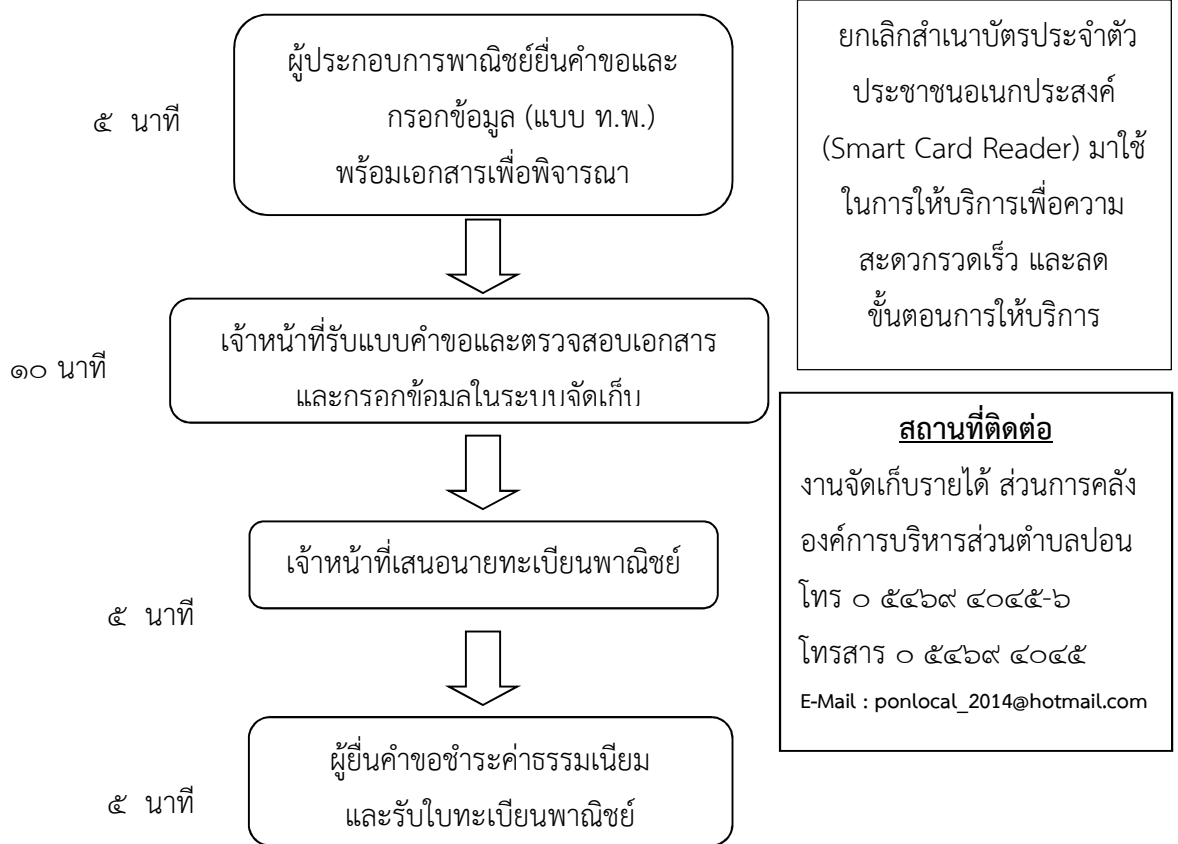 ๕ นาที
ผู้ประกอบการพาณิชย์ยื่นคำขอและ
กรอกข้อมูล (แบบ ท.พ.)
พร้อมเอกสารเพื่อพิจารณา
๑๐ นาที
เจ้าหน้าที่รับแบบคำขอและตรวจสอบเอกสาร
และกรอกข้อมูลในระบบจัดเก็บ
เจ้าหน้าที่เสนอนายทะเบียนพาณิชย์
๕ นาที
ผู้ยื่นคำขอชำระค่าธรรมเนียม
และรับใบทะเบียนพาณิชย์
๕ นาที
ยกเลิกสำเนาบัตรประจำตัว
ประชาชนอเนกประสงค์
(Smart Card Reader) มาใช้
ในการให้บริการเพื่อความ
สะดวกรวดเร็ว และลด
ขั้นตอนการให้บริการ
สถานที่ติดต่อ
งานจัดเก็บรายได้ ส่วนการคลัง
องค์การบริหารส่วนตำบลปอน
โทร ๐ ๕๔๖๙ ๔๐๔๕-๖
โทรสาร ๐ ๕๔๖๙ ๔๐๔๕
E-Mail : ponlocal_2014@hotmail.com